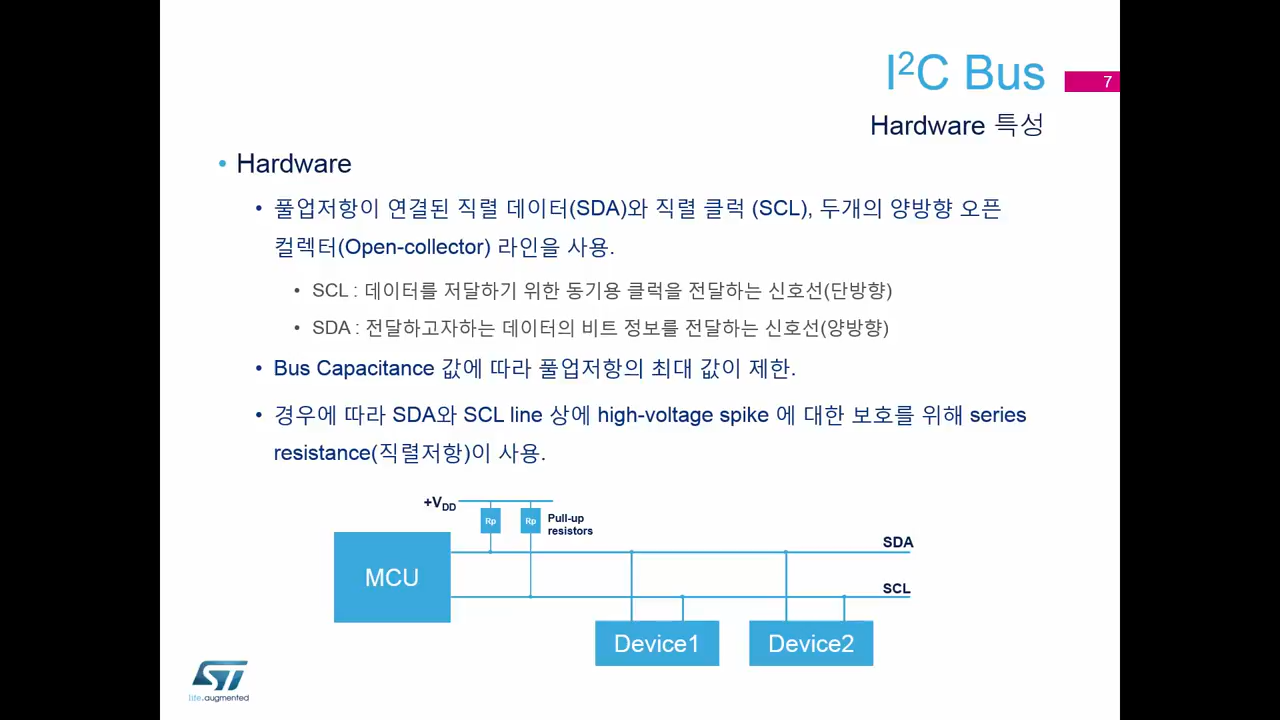 I²C Bus
7
Hardware 특성
• Hardware
• 풀업저항이 연결된 직렬 데이터(SDA)와 직렬 클럭 (SCL), 두개의 양방향 오픈
컬렉터(Open-collector) 라인을 사용.
• SCL : 데이터를 저달하기 위한 동기용 클럭을 전달하는 신호선(단방향)
• SDA : 전달하고자하는 데이터의 비트 정보를 전달하는 신호선(양방향)
• Bus Capacitance 값에 따라 풀업저항의 최대 값이 제한.
• 경우에 따라 SDA와 SCL line 상에 high-voltage spike 에 대한 보호를 위해 series
resistance(직렬저항)이 사용.
+VDD
Rp
Rp
Pull-up
resistors
SDA
MCU
SCL
Device1
Device2
ST
life.augmented